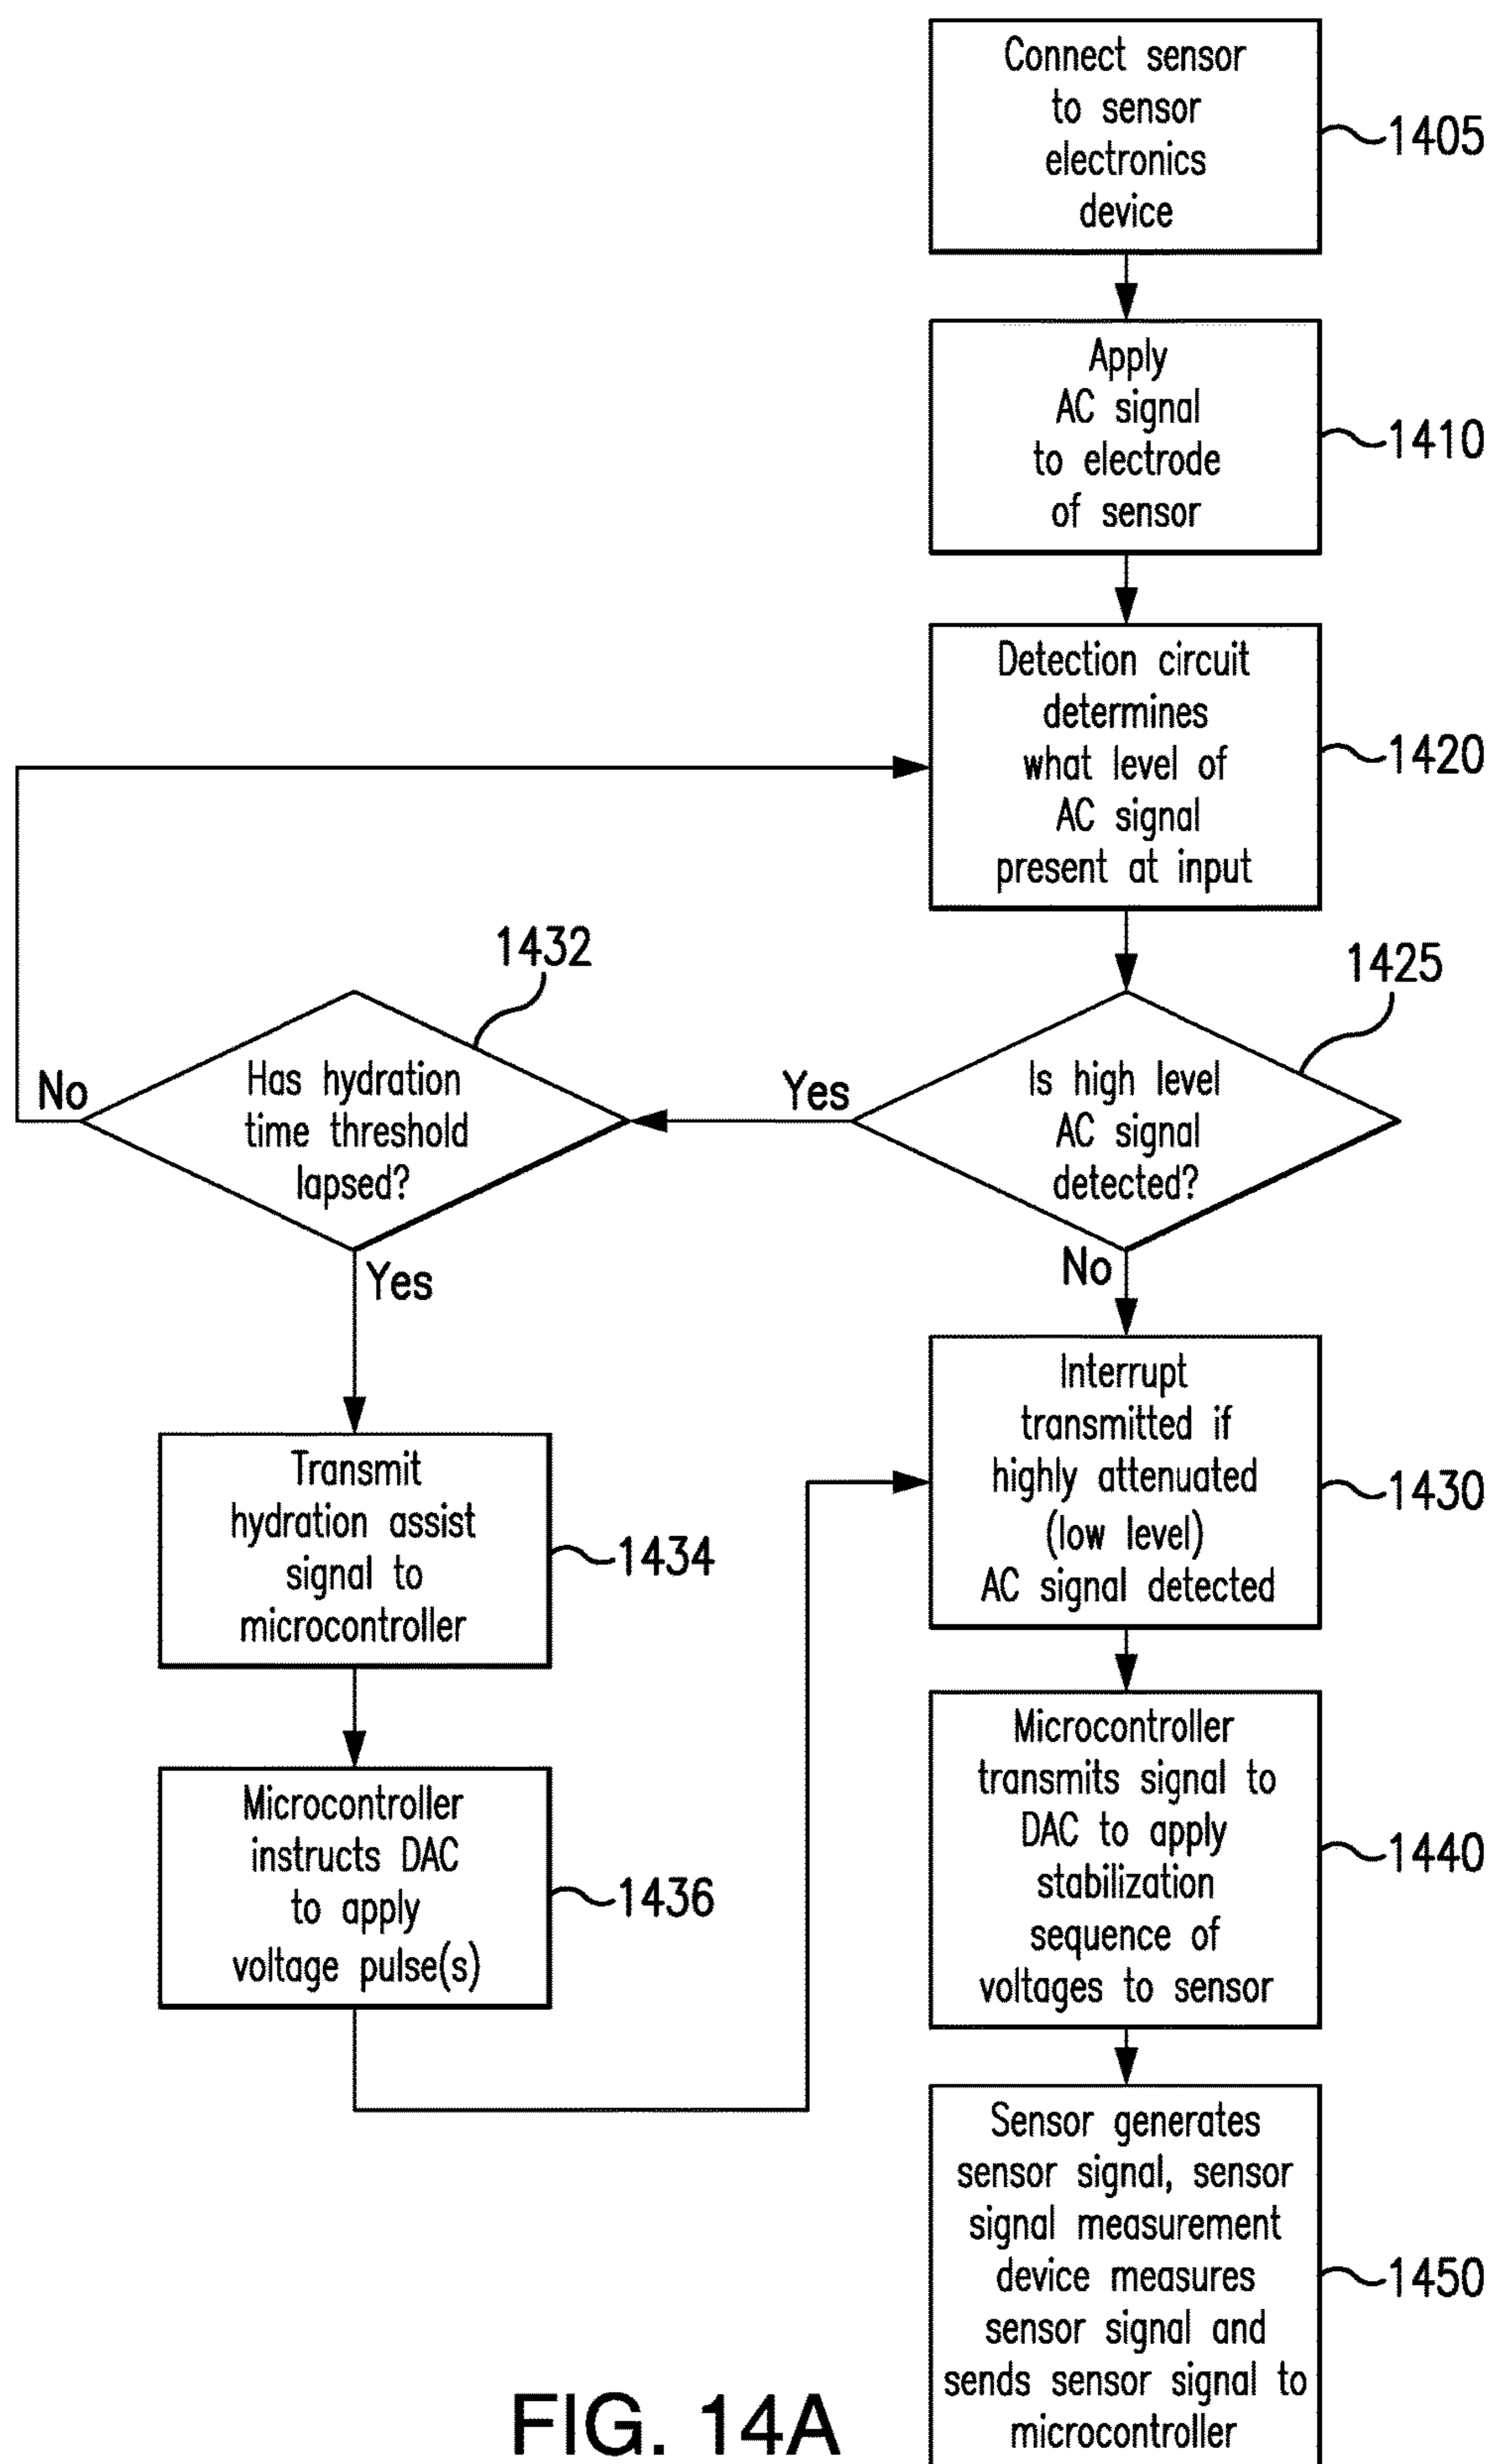 Connect sensor
to sensor
electronics
device
1405
Apply
AC signal
to electrode
of sensor
1410
Detection circuit
determines
what level of
AC signal
present at input
1420
1432
1425
Has hydration
time threshold
lapsed?
No
Yes
Is high level
AC signal
detected?
Yes
No
Transmit
hydration assist
signal to
microcontroller
1434
Interrupt
transmitted if
highly attenuated
(low level)
AC signal detected
1430
Microcontroller
instructs DAC
to apply
voltage pulse(s)
1436
Microcontroller
transmits signal to
DAC to apply
stabilization
sequence of
voltages to sensor
1440
Sensor generates
sensor signal, sensor
signal measurement
device measures
sensor signal and
sends sensor signal to
microcontroller
1450
FIG. 14A